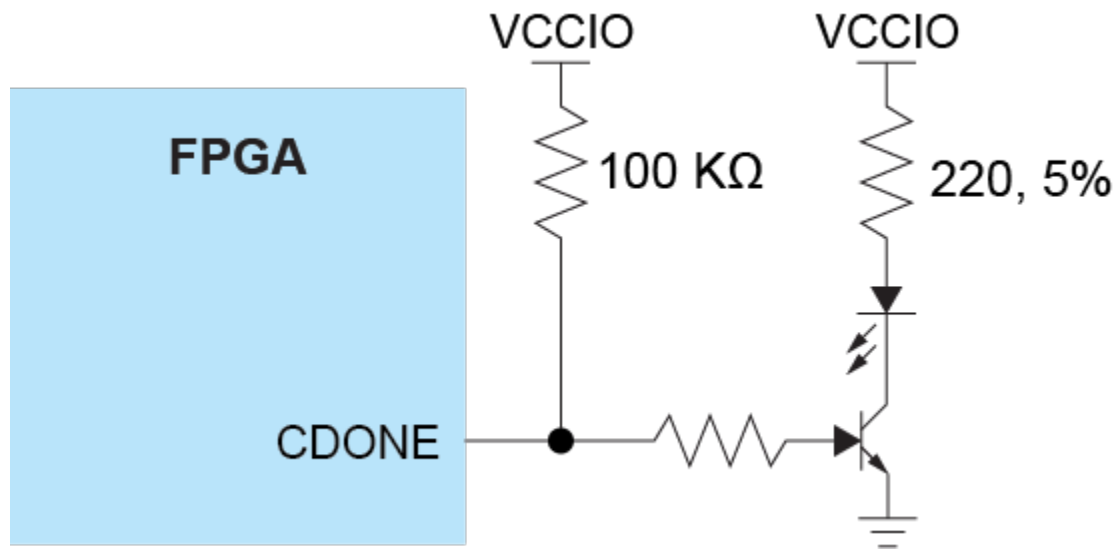 VCCIO
VCCIO
FPGA
100 KΩ
220, 5%
CDONE